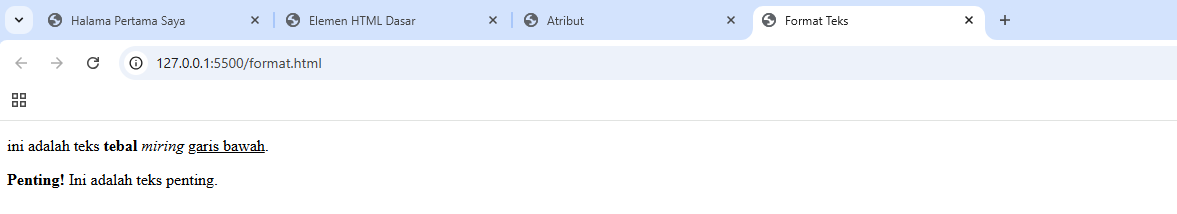 Halama Pertama Saya
Elemen HTML Dasar
Atribut
Format Teks
127.0.0.1:5500/format.html
ini adalah teks tebal miring garis bawah.
Penting! Ini adalah teks penting.